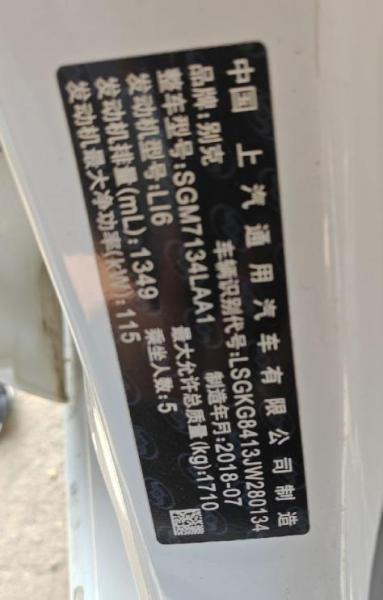 中国 上汽通用汽车有限公司制造
品牌:别克 车辆识别代号:LSGKG8413JW280134
整车型号:SGM7134LAA1 制造年月:2018-07
发动机型号:LI6 最大允许总质量(kg):1710
发动机排量(mL):1349 乘坐人数:5
发动机最大净功率(kW):115